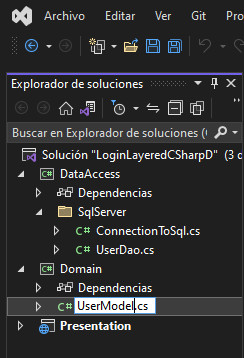 Archivo Editar Ver Git Pro
Explorador de soluciones
Buscar en Explorador de soluciones (
Solución "LoginLayeredCSharpD" (3 
DataAccess
Dependencias
SqlServer
C# ConnectionToSql.cs
C# UserDao.cs
Domain
Dependencias
C# UserModel.cs
Presentation